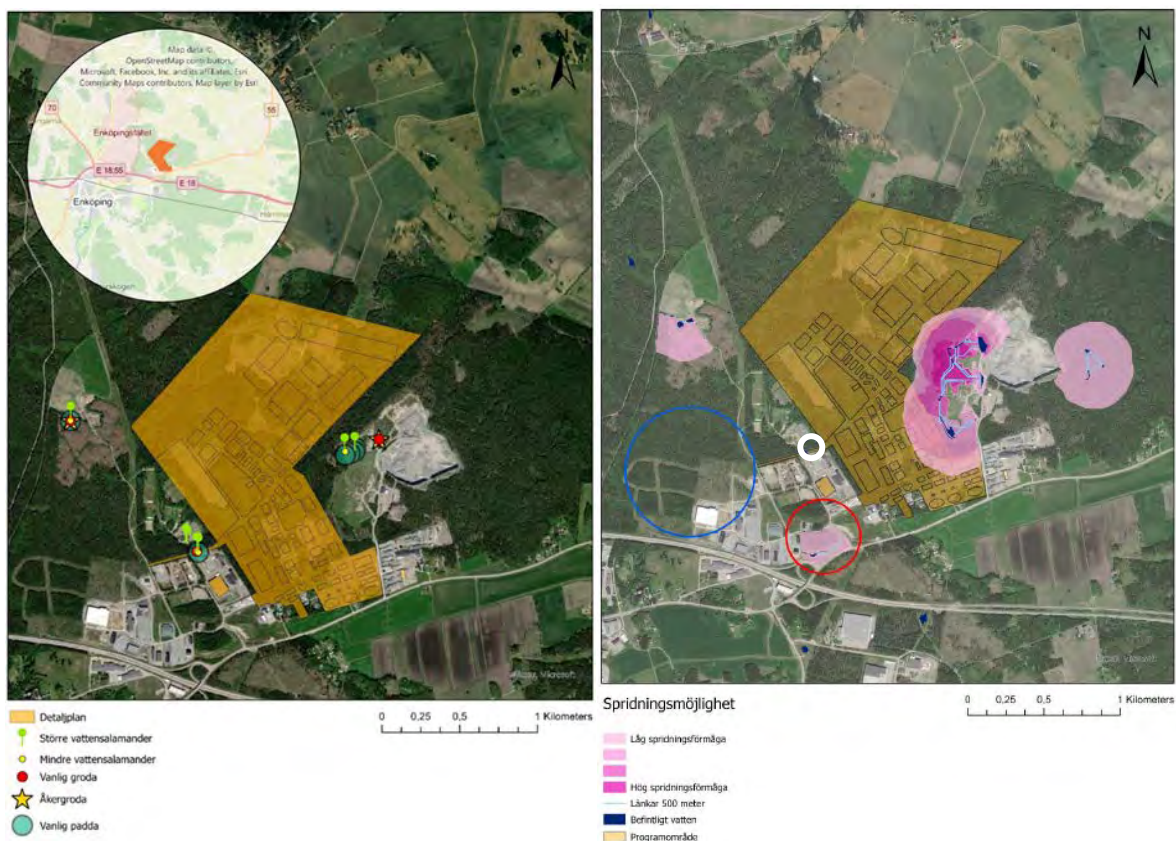 Map data ©
OpenStreetMap contributors,
Microsoft, Facebook, Inc. and its affiliates, Esri
Community Maps contributors, Map layer by Esri
70
55
Enköpingsfältet
E 18;55
E 18
Enköping
Microsoft
0 0,25 0,5 1 Kilometers
Detaljplan
Större vattensalamander
Mindre vattensalamander
Vanlig groda
Åkergroda
Vanlig padda
Microsoft
0 0,25 0,5 1 Kilometers
Spridningsmöjlighet
Låg spridningsförmåga
Hög spridningsförmåga
Länkar 500 meter
Befintligt vatten
Programområde